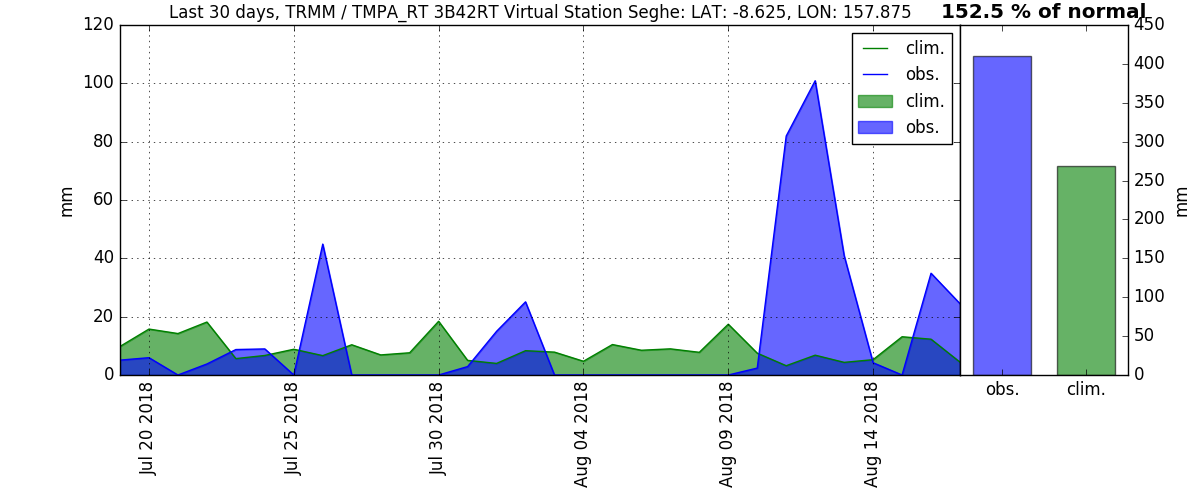 Last 30 days, TRMM / TMPA_RT 3B42RT Virtual Station Seghe: LAT: -8.625, LON: 157.875
152.5 % of normal
120
100
80
60
40
20
0
mm
clim.
obs.
clim.
obs.
Jul 20 2018
Jul 25 2018
Jul 30 2018
Aug 04 2018
Aug 09 2018
Aug 14 2018
450
400
350
300
250
200
150
100
50
0
mm
obs.
clim.